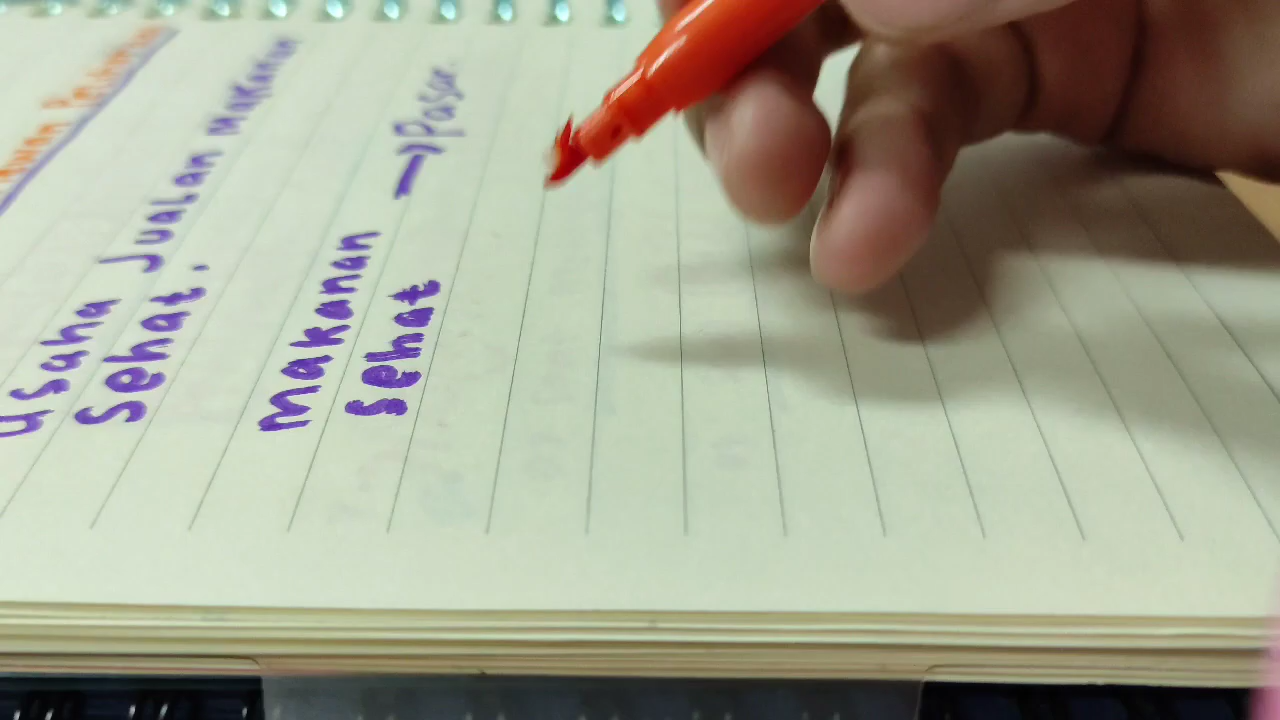 usaha Jualan Makanan
Sehat.
makanan → Pasar.
Sehat